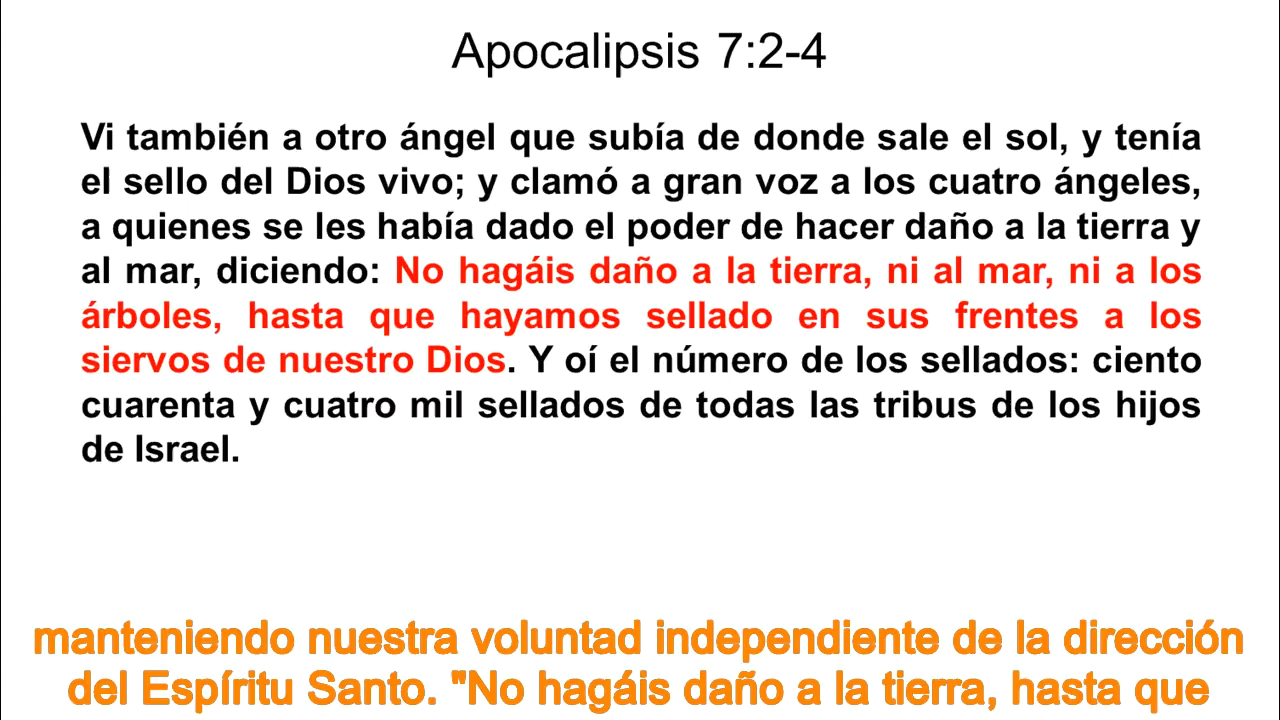 Apocalipsis 7:2-4
Vi también a otro ángel que subía de donde sale el sol, y tenía
el sello del Dios vivo; y clamó a gran voz a los cuatro ángeles,
a quienes se les había dado el poder de hacer daño a la tierra y
al mar, diciendo: No hagáis daño a la tierra, ni al mar, ni a los
árboles, hasta que hayamos sellado en sus frentes a los
siervos de nuestro Dios. Y oí el número de los sellados: ciento
cuarenta y cuatro mil sellados de todas las tribus de los hijos
de Israel.
manteniendo nuestra voluntad independiente de la dirección
del Espíritu Santo. "No hagáis daño a la tierra, hasta que